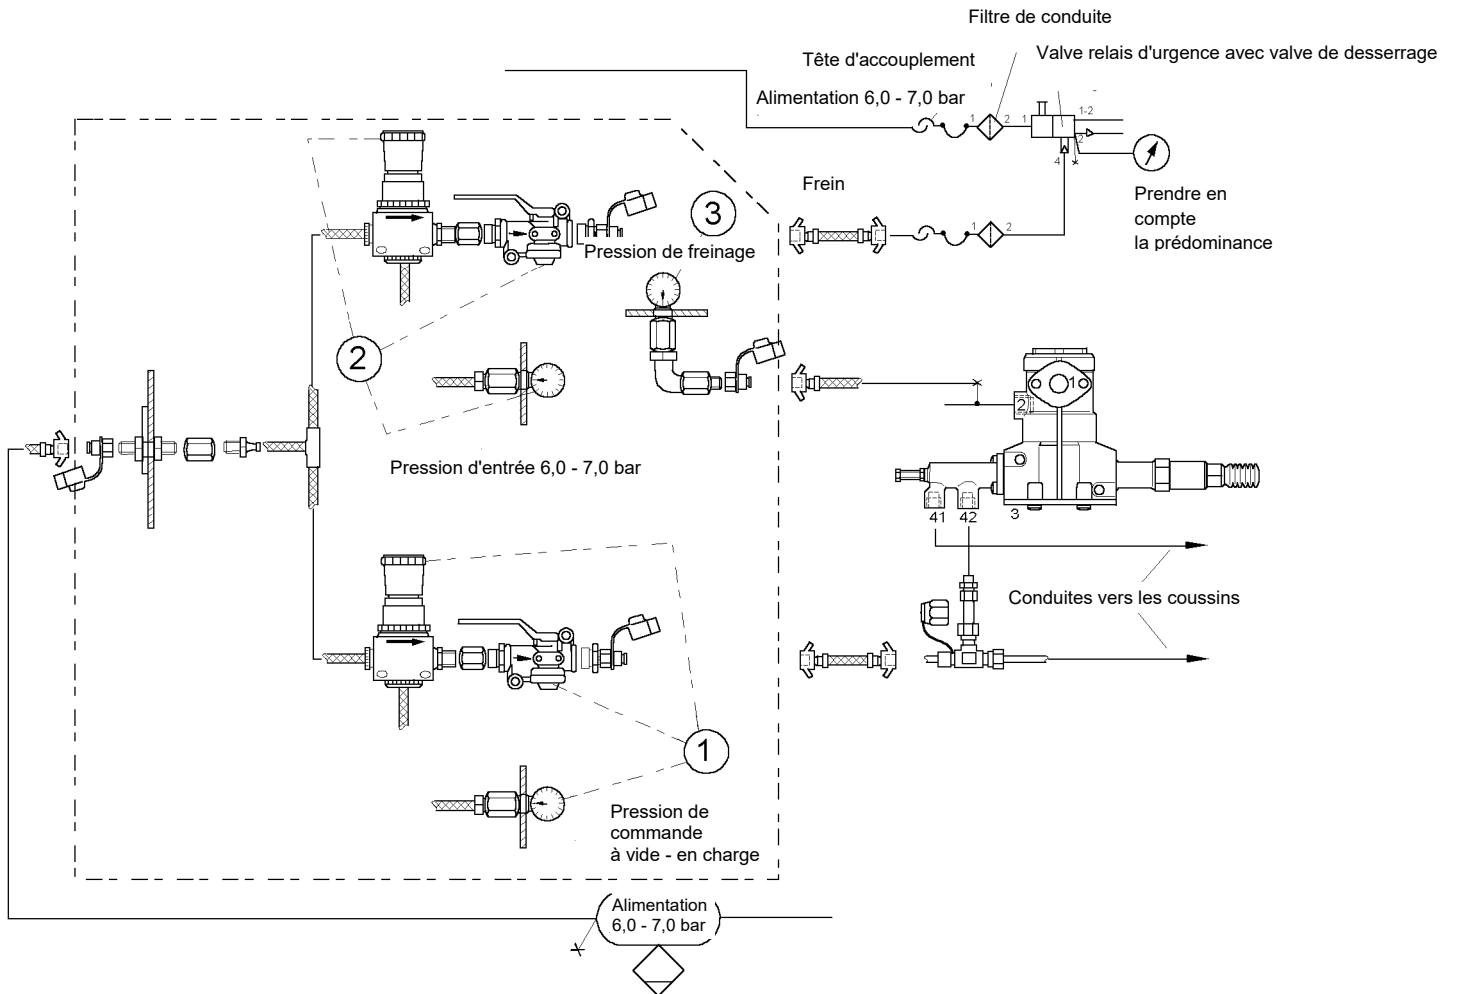 Filtre de conduite
Tête d'accouplement
Valve relais d'urgence avec valve de desserrage
Alimentation 6,0 - 7,0 bar
1
2
1
1-2
2
4
Frein
Prendre en
compte
la prédominance
1
2
3
Pression de freinage
2
1
2
Pression d'entrée 6,0 - 7,0 bar
41
42
3
Conduites vers les coussins
1
Pression de
commande
à vide - en charge
Alimentation
6,0 - 7,0 bar